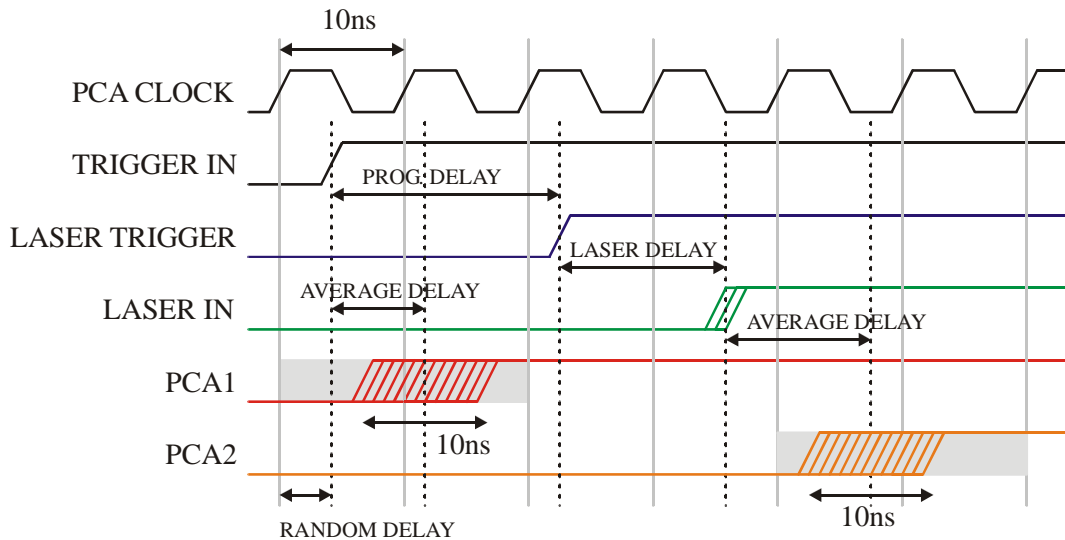 10ns
PCA CLOCK
TRIGGER IN
PROG. DELAY
LASER TRIGGER
LASER DELAY
AVERAGE DELAY
LASER IN
AVERAGE DELAY
PCA1
10ns
PCA2
10ns
RANDOM DELAY